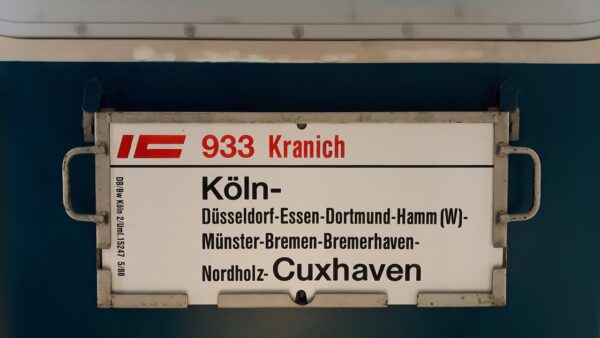 IC 933 Kranich
Köln-
Düsseldorf-Essen-Dortmund-Hamm (W)-
Münster-Bremen-Bremerhaven-
Nordholz-Cuxhaven
DB/Bw Köln 2/Uml.15247 5/88